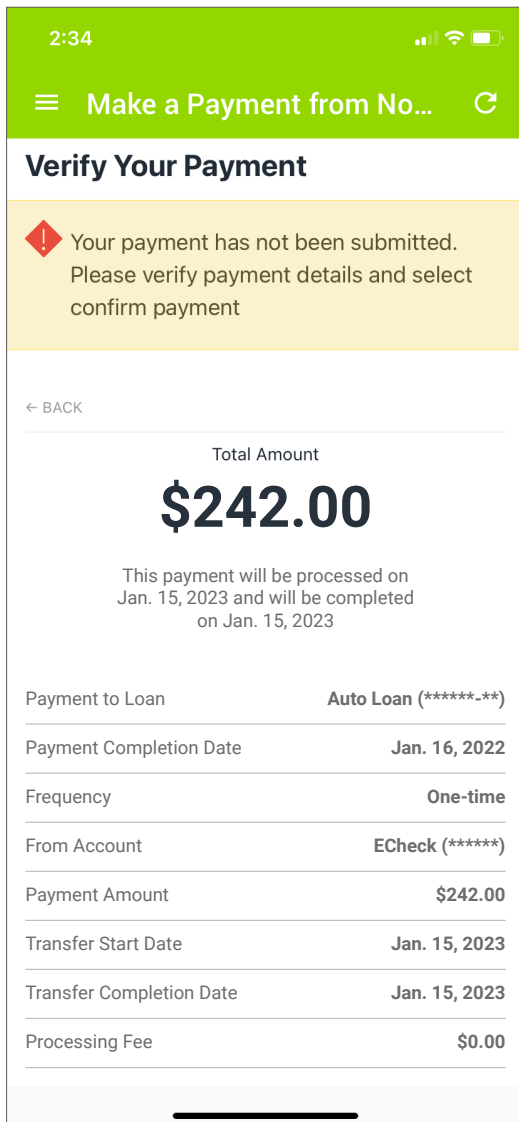 2:34
Make a Payment from No...
Verify Your Payment
Your payment has not been submitted.
Please verify payment details and select
confirm payment
← BACK
Total Amount
$242.00
This payment will be processed on
Jan. 15, 2023 and will be completed
on Jan. 15, 2023
Payment to Loan Auto Loan (******-**)
Payment Completion Date Jan. 16, 2022
Frequency One-time
From Account ECheck (******)
Payment Amount $242.00
Transfer Start Date Jan. 15, 2023
Transfer Completion Date Jan. 15, 2023
Processing Fee $0.00